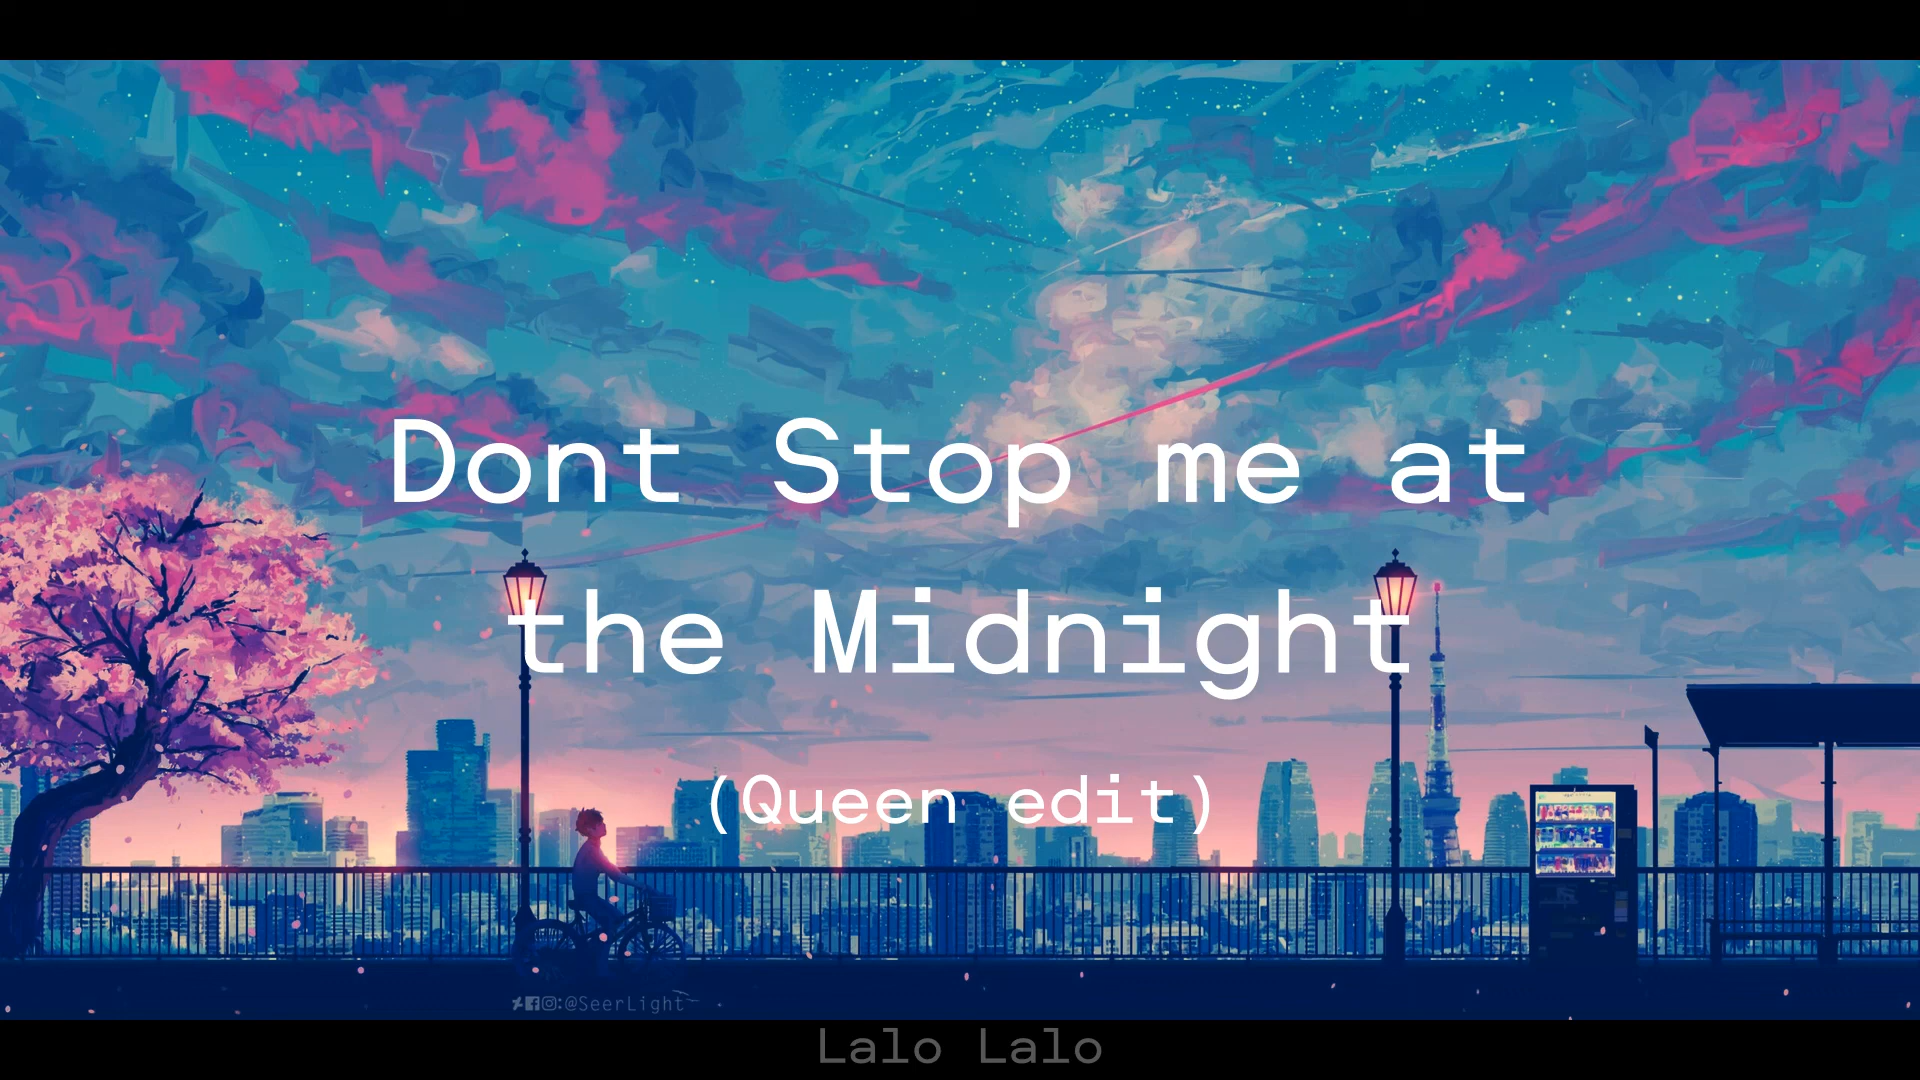 Dont Stop me at
the Midnight
(Queen edit)
:@SeerLight
Lalo Lalo